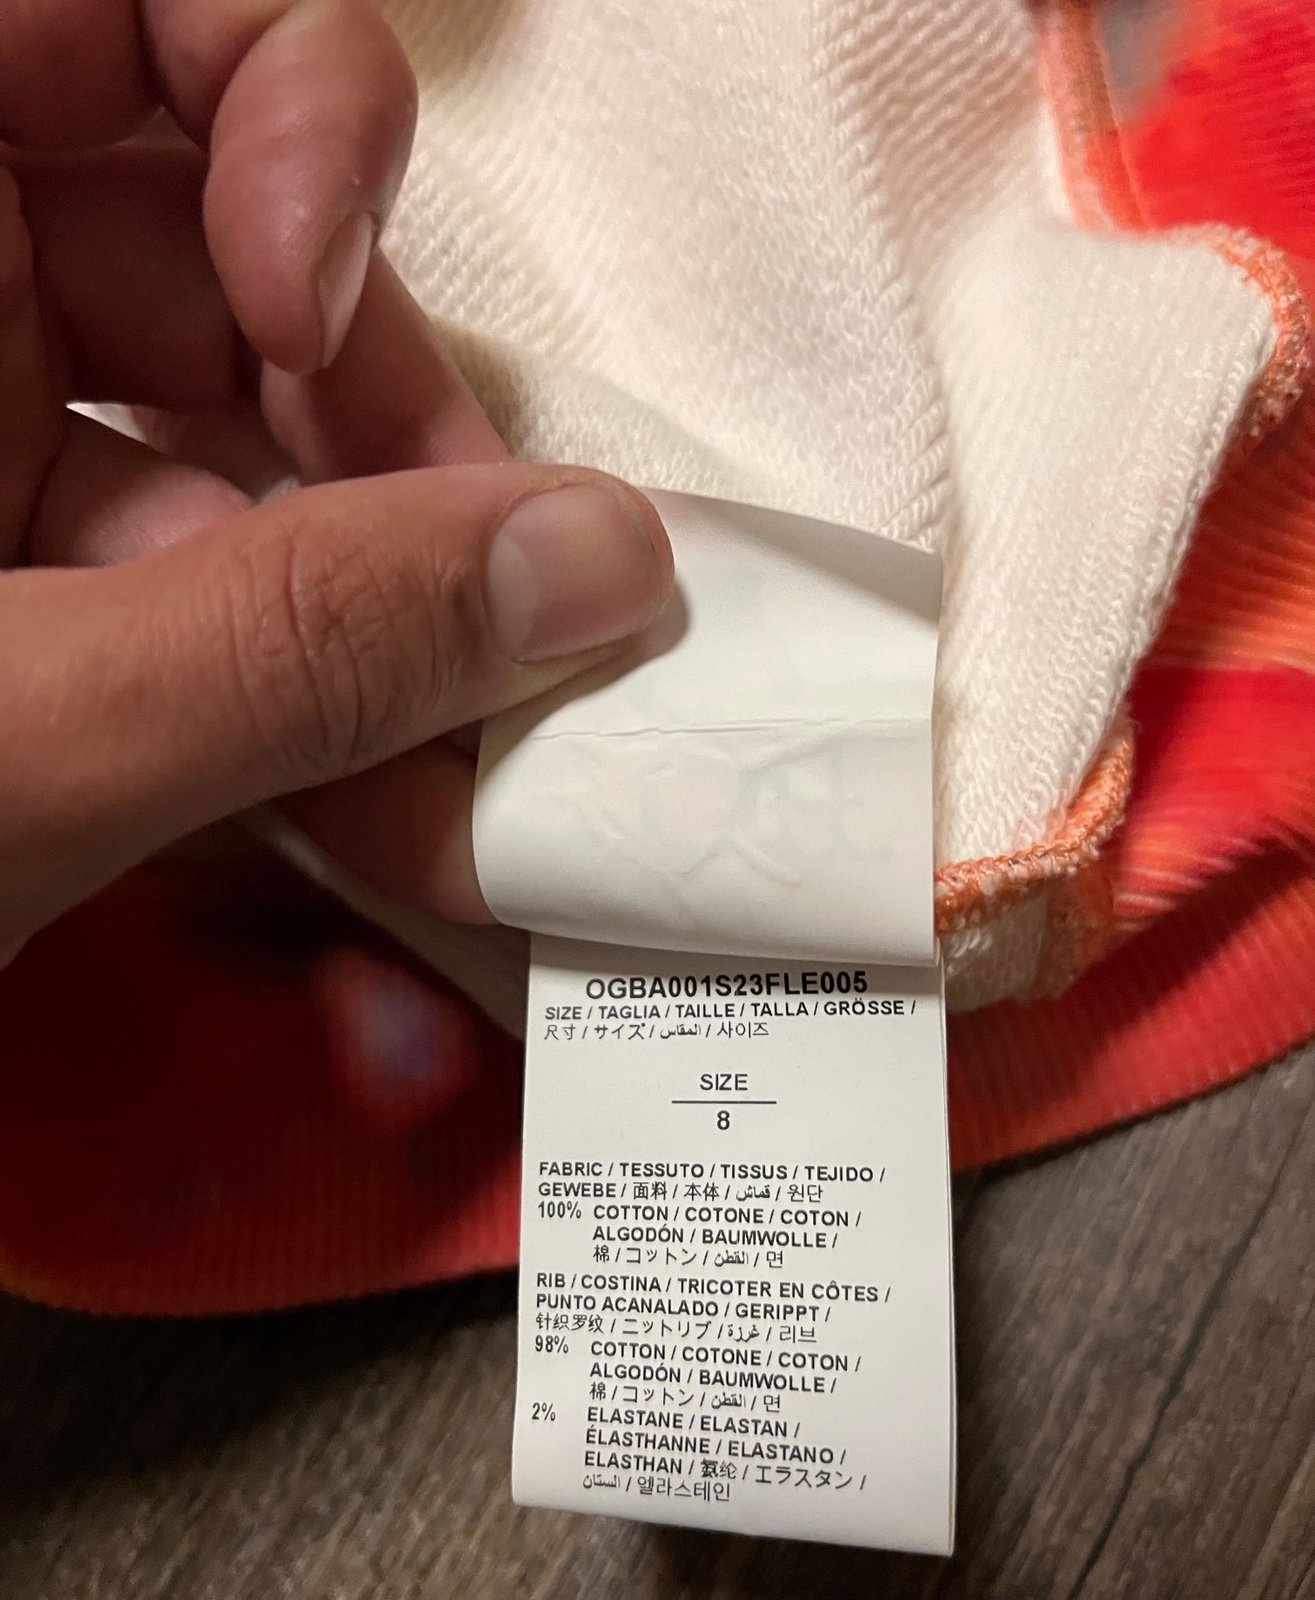 OGBA001S23FLE005
SIZE / TAGLIA / TAILLE / TALLA / GRÖSSE /
尺寸 / サイズ / المقاس / 사이즈
SIZE
8
FABRIC / TESSUTO / TISSUS / TEJIDO /
GEWEBE / 面料 / 本体 / قماش / 원단
100% COTTON / COTONE / COTON /
ALGODÓN / BAUMWOLLE /
棉 / コットン / القطن / 면
RIB / COSTINA / TRICOTER EN CÔTES /
PUNTO ACANALADO / GERIPPT /
针织罗纹 / ニットリブ / غرزة / 리브
98% COTTON / COTONE / COTON /
ALGODÓN / BAUMWOLLE /
棉 / コットン / القطن / 면
2% ELASTANE / ELASTAN /
ÉLASTHANNE / ELASTANO /
ELASTHAN / 氨纶 / エラスタン /
الستان / 엘라스테인